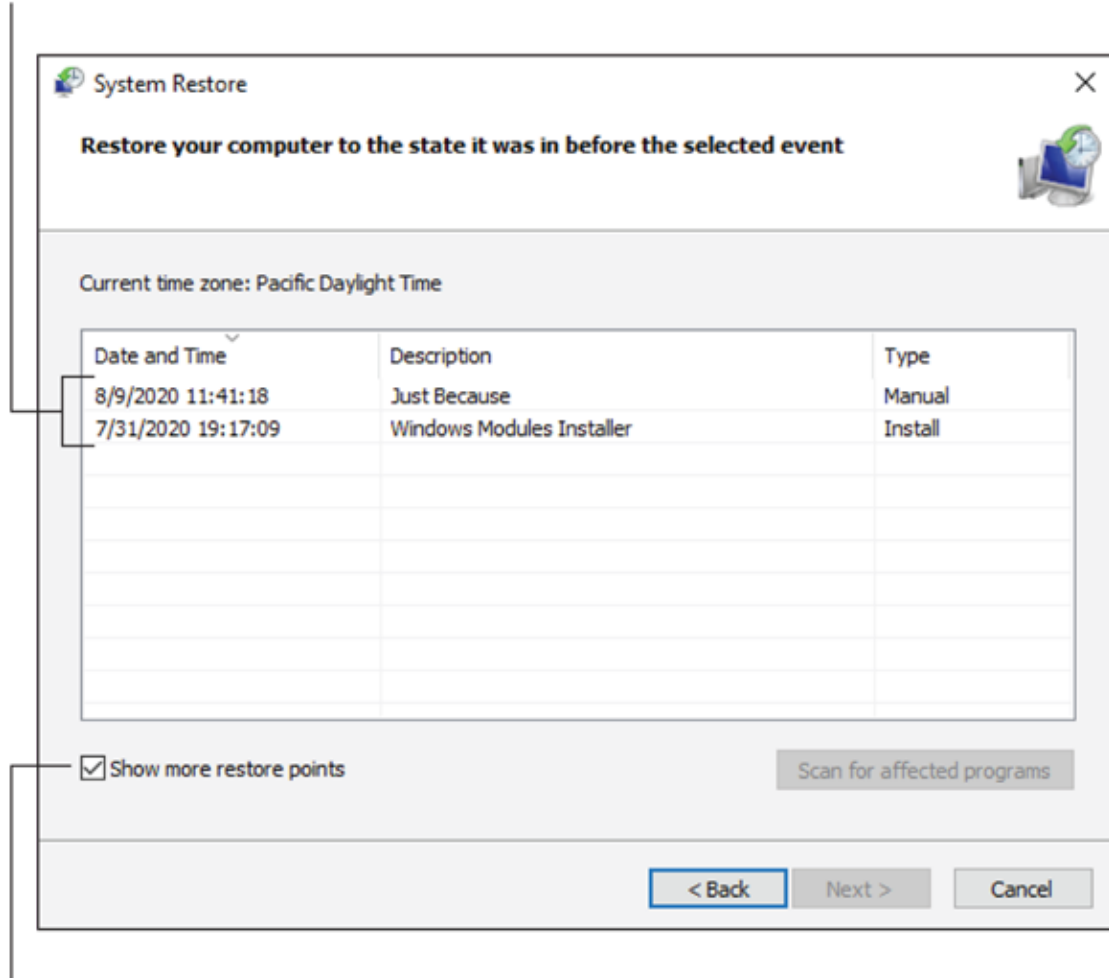 System Restore
Restore your computer to the state it was in before the selected event
Current time zone: Pacific Daylight Time
Date and Time Description Type
8/9/2020 11:41:18 Just Because Manual
7/31/2020 19:17:09 Windows Modules Installer Install
Show more restore points Scan for affected programs
< Back Next > Cancel